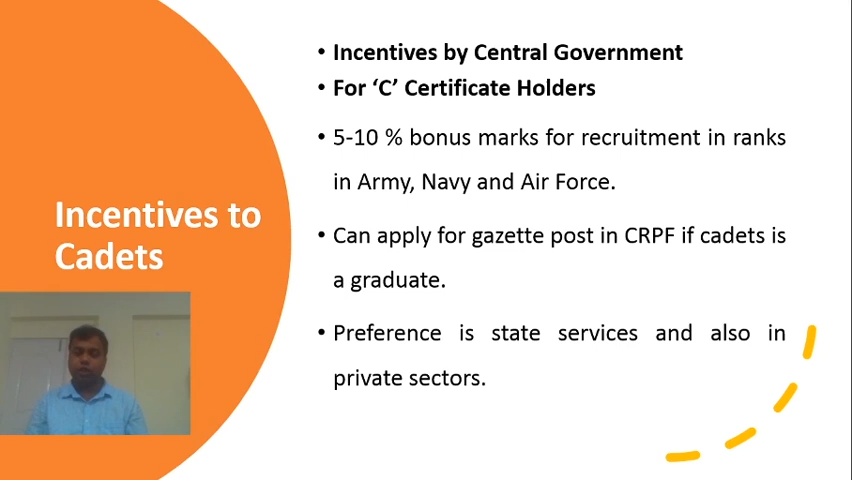 Incentives to
Cadets
• Incentives by Central Government
• For ‘C’ Certificate Holders
• 5-10 % bonus marks for recruitment in ranks
in Army, Navy and Air Force.
• Can apply for gazette post in CRPF if cadets is
a graduate.
• Preference is state services and also in
private sectors.